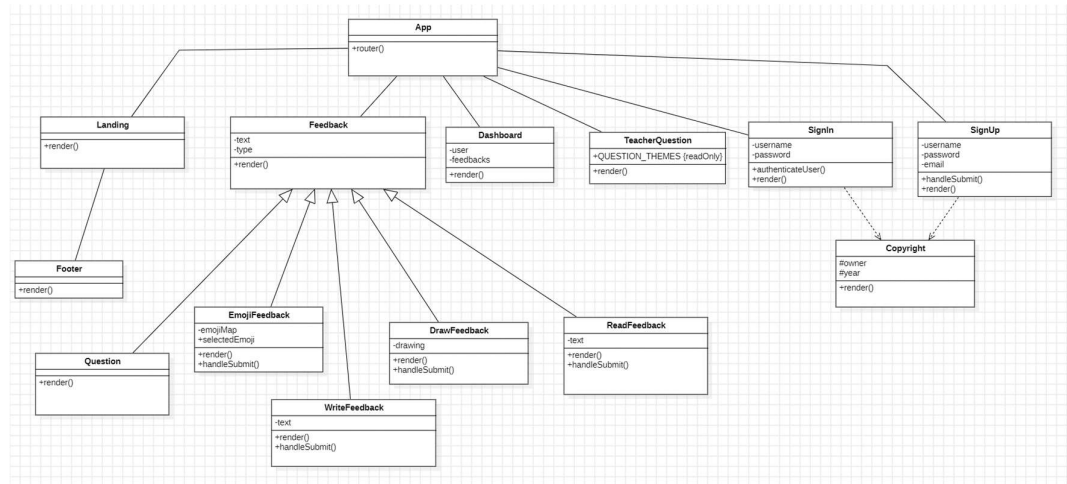 App
+router()
Landing
+render()
Feedback
-text
-type
+render()
Dashboard
-user
-feedbacks
+render()
TeacherQuestion
+QUESTION_THEMES {readOnly}
+render()
SignIn
-username
-password
+authenticateUser()
+render()
SignUp
-username
-password
-email
+handleSubmit()
+render()
Copyright
#owner
#year
+render()
Footer
+render()
EmojiFeedback
-emojiMap
+selectedEmoji
+render()
+handleSubmit()
DrawFeedback
-drawing
+render()
+handleSubmit()
ReadFeedback
-text
+render()
+handleSubmit()
Question
+render()
WriteFeedback
-text
+render()
+handleSubmit()